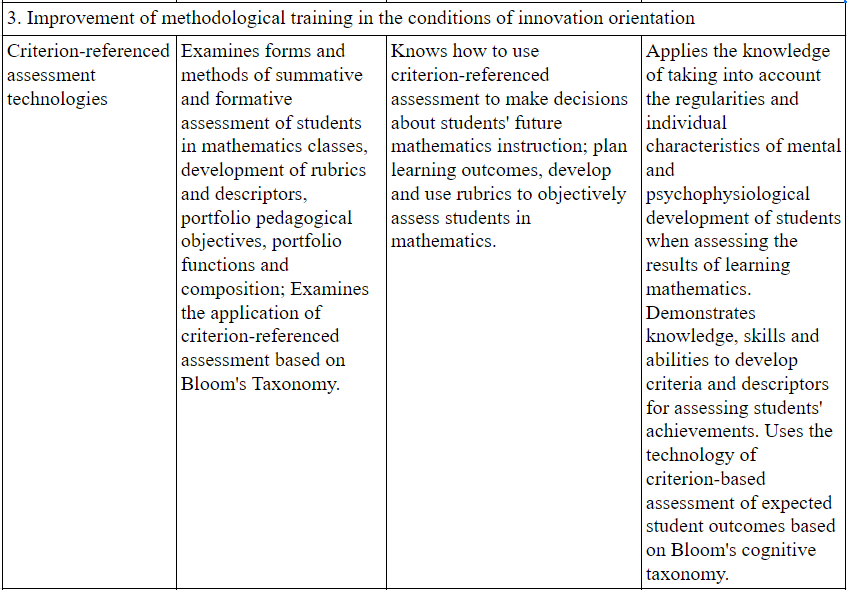 3. Improvement of methodological training in the conditions of innovation orientation
Criterion-referenced
assessment
technologies
Examines forms and
methods of summative
and formative
assessment of students
in mathematics classes,
development of rubrics
and descriptors,
portfolio pedagogical
objectives, portfolio
functions and
composition; Examines
the application of
criterion-referenced
assessment based on
Bloom's Taxonomy.
Knows how to use
criterion-referenced
assessment to make decisions
about students' future
mathematics instruction; plan
learning outcomes, develop
and use rubrics to objectively
assess students in
mathematics.
Applies the knowledge
of taking into account
the regularities and
individual
characteristics of mental
and
psychophysiological
development of students
when assessing the
results of learning
mathematics.
Demonstrates
knowledge, skills and
abilities to develop
criteria and descriptors
for assessing students'
achievements. Uses the
technology of
criterion-based
assessment of expected
student outcomes based
on Bloom's cognitive
taxonomy.